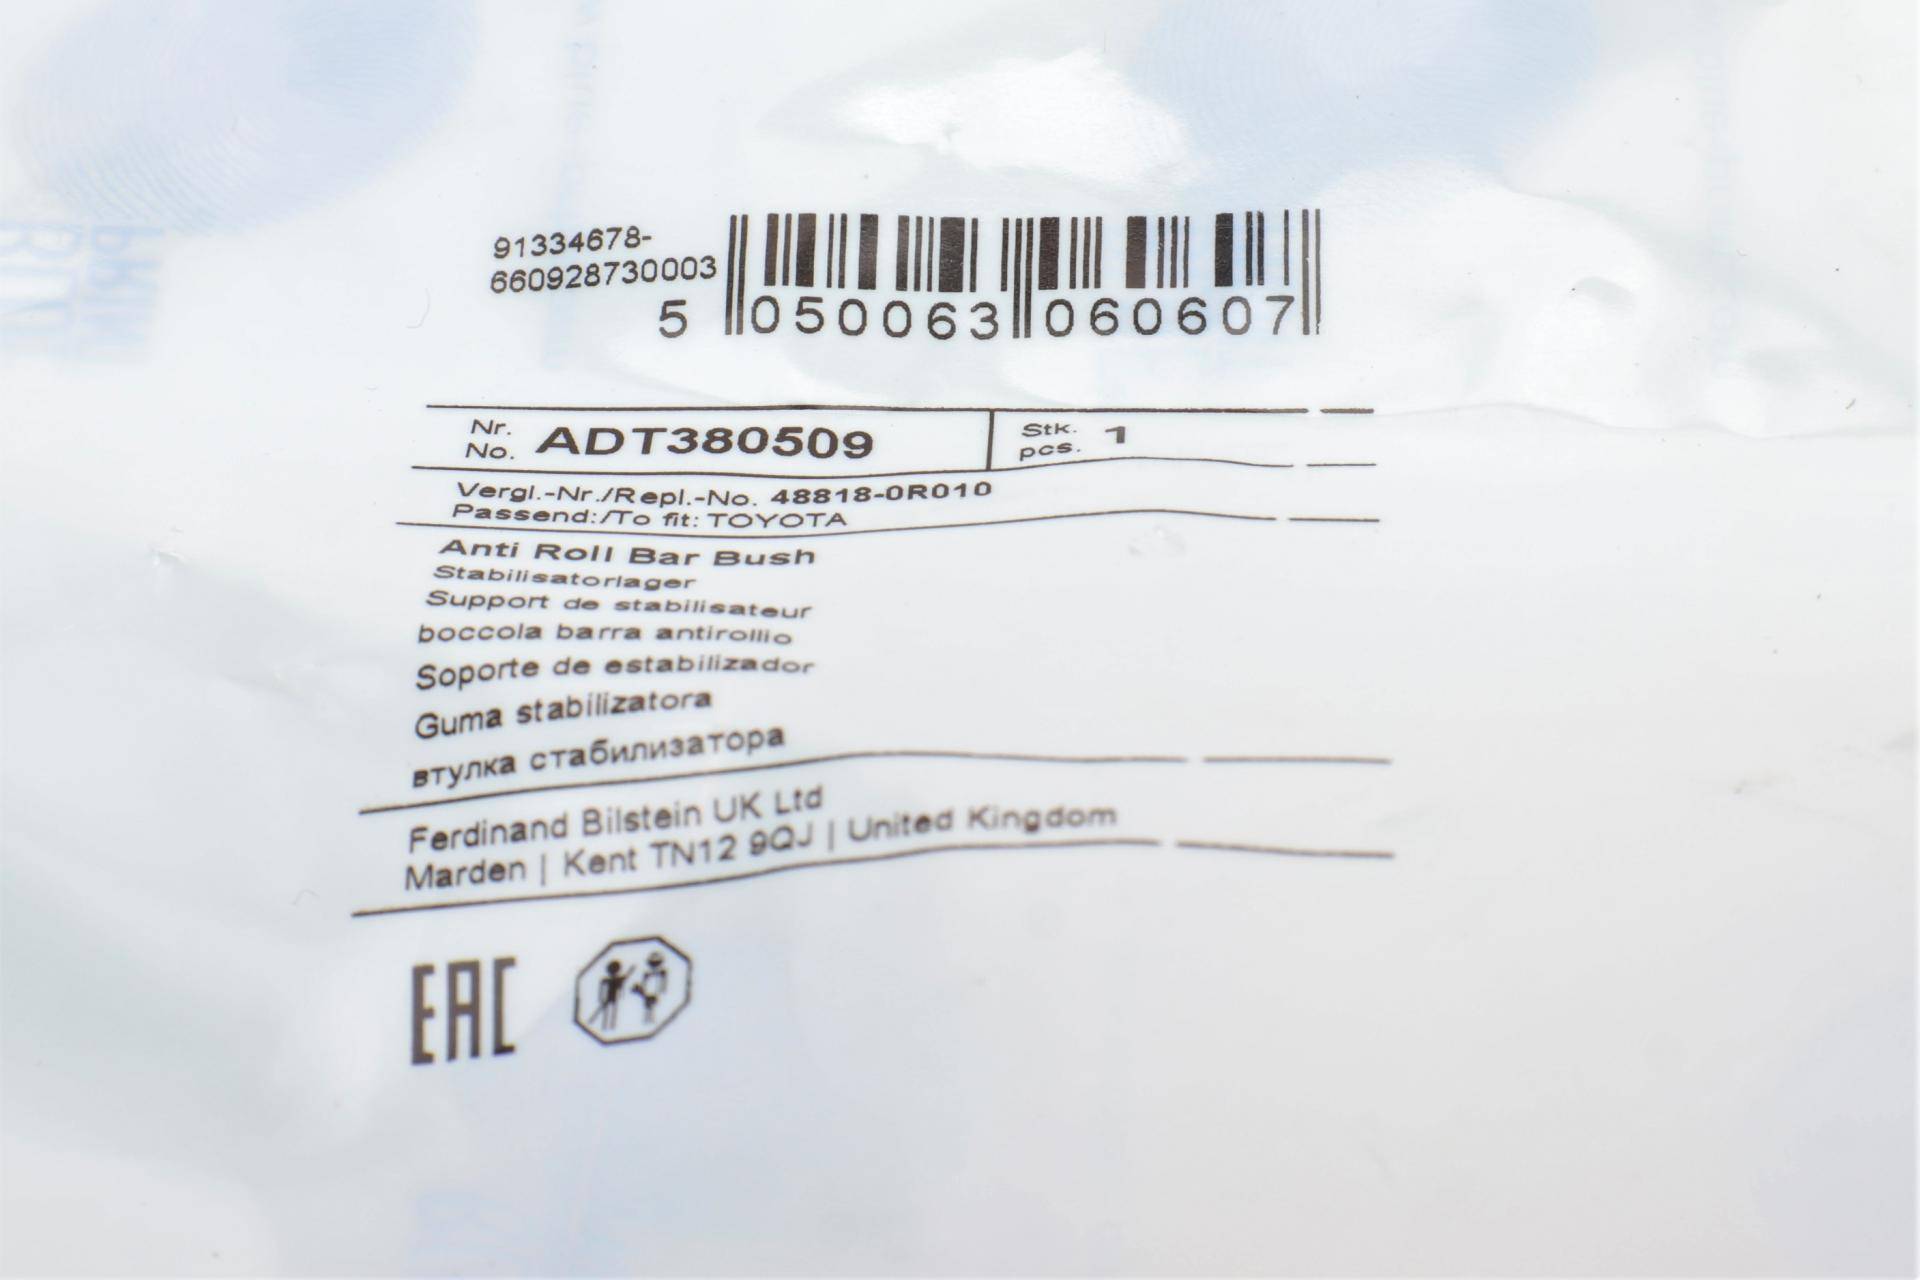 91334678-
660928730003
5 050063 060607
Nr.
No. ADT380509
Stk.
pcs. 1
Vergl.-Nr./Repl.-No. 48818-0R010
Passend:/To fit: TOYOTA
Anti Roll Bar Bush
Stabilisatorlager
Support de stabilisateur
boccola barra antirollio
Soporte de estabilizador
Guma stabilizatora
втулка стабилизатора
Ferdinand Bilstein UK Ltd
Marden | Kent TN12 9QJ | United Kingdom
EAC